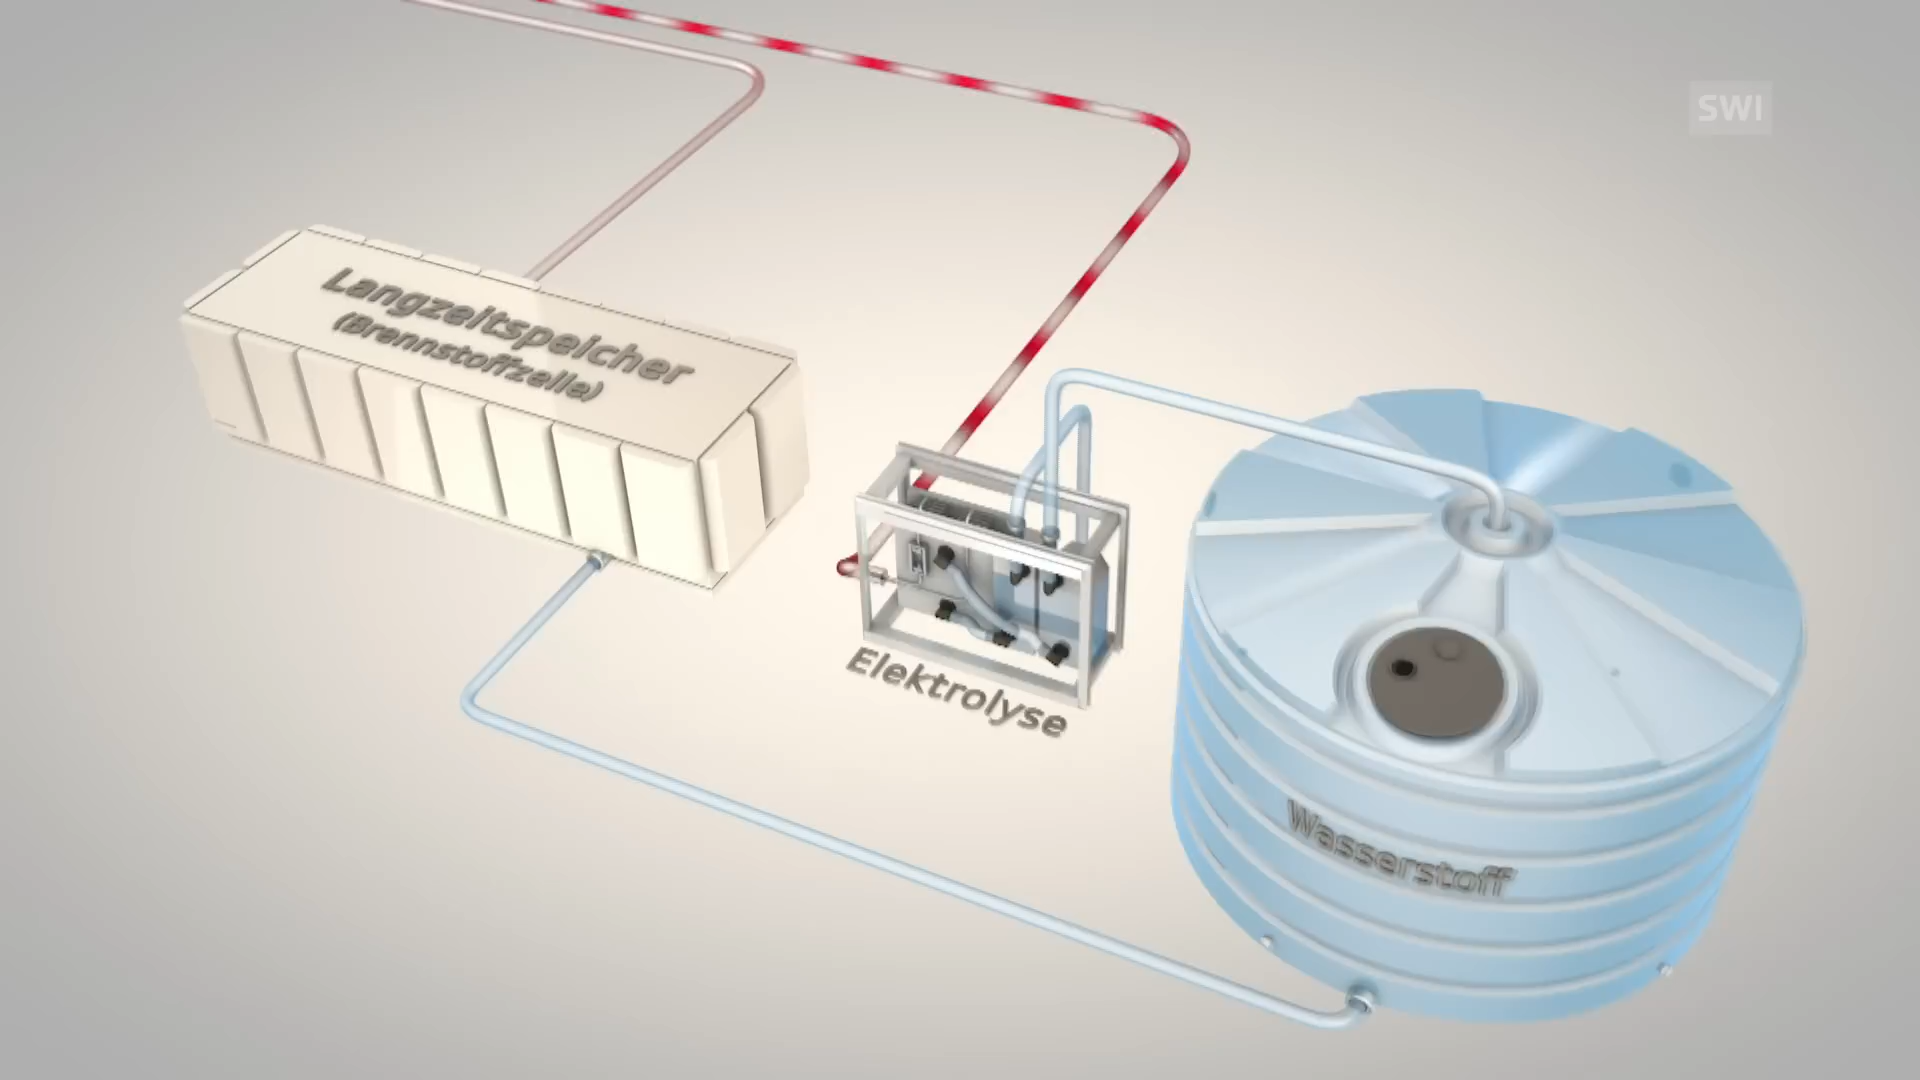 SWI
Langzeitspeicher
(Brennstoffzelle)
Elektrolyse
Wasserstoff